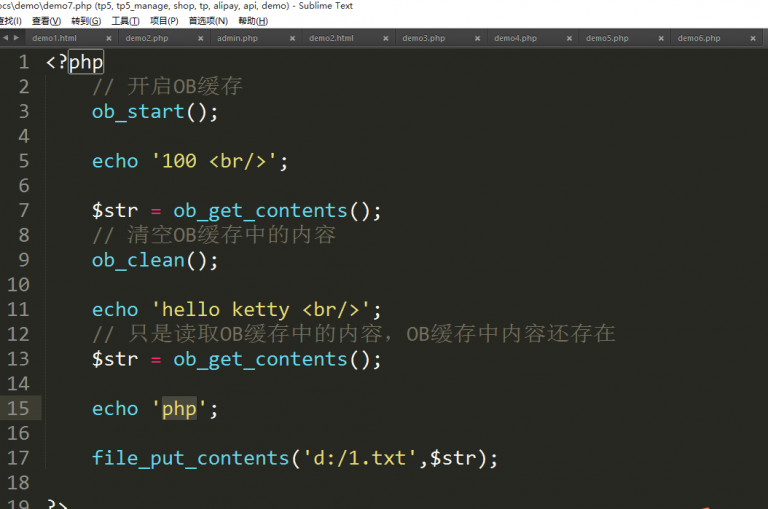 ocs\demo\demo7.php (tp5, tp5_manage, shop, tp, alipay, api, demo) - Sublime Text
查找(I) 查看(V) 转到(G) 工具(T) 项目(P) 首选项(N) 帮助(H)
demo1.html × demo2.php × admin.php × demo2.html × demo3.php × demo4.php × demo5.php × demo6.php ×
1 <?php
2 // 开启OB缓存
3 ob_start();
4
5 echo '100 <br/>';
6
7 $str = ob_get_contents();
8 // 清空OB缓存中的内容
9 ob_clean();
10
11 echo 'hello ketty <br/>';
12 // 只是读取OB缓存中的内容，OB缓存中内容还存在
13 $str = ob_get_contents();
14
15 echo 'php';
16
17 file_put_contents('d:/1.txt',$str);
18
19 ?>